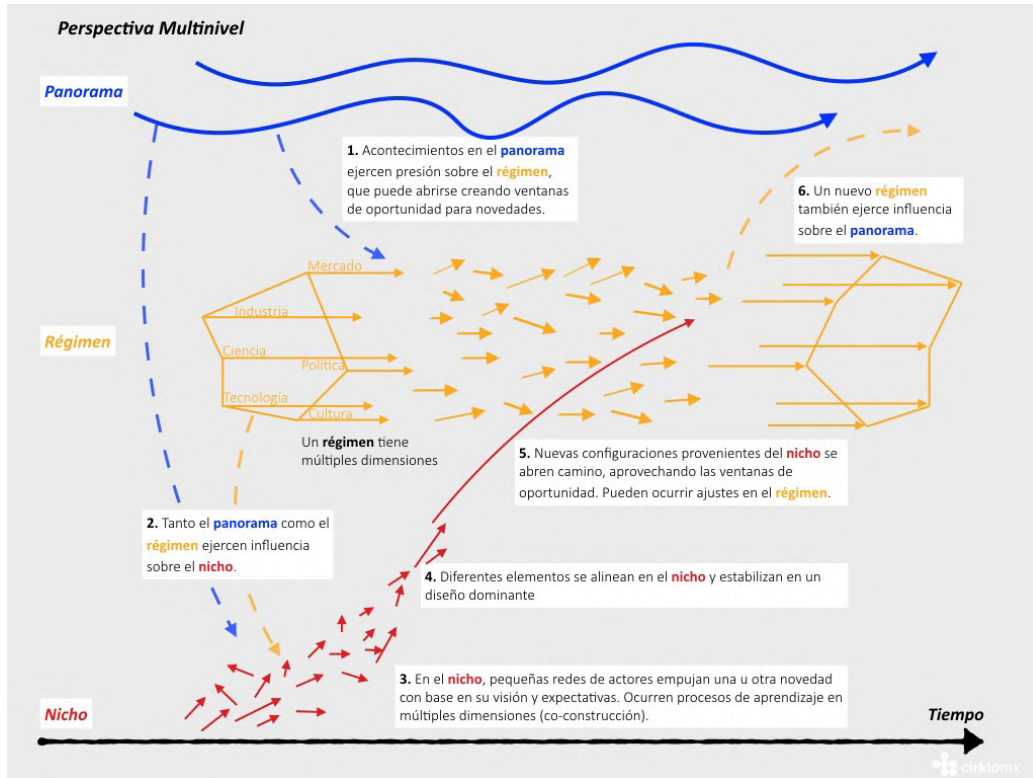 Perspectiva Multinivel
Panorama
1. Acontecimientos en el panorama
ejercen presión sobre el régimen,
que puede abrirse creando ventanas
de oportunidad para novedades.
6. Un nuevo régimen
también ejerce influencia
sobre el panorama.
Mercado
Industria
Régimen
Ciencia
Política
Tecnología
Cultura
Un régimen tiene
múltiples dimensiones
5. Nuevas configuraciones provenientes del nicho se
abren camino, aprovechando las ventanas de
oportunidad. Pueden ocurrir ajustes en el régimen.
2. Tanto el panorama como el
régimen ejercen influencia
sobre el nicho.
4. Diferentes elementos se alinean en el nicho y estabilizan en un
diseño dominante
3. En el nicho, pequeñas redes de actores empujan una u otra novedad
con base en su visión y expectativas. Ocurren procesos de aprendizaje en
múltiples dimensiones (co-construcción).
Nicho
Tiempo
cirklomx